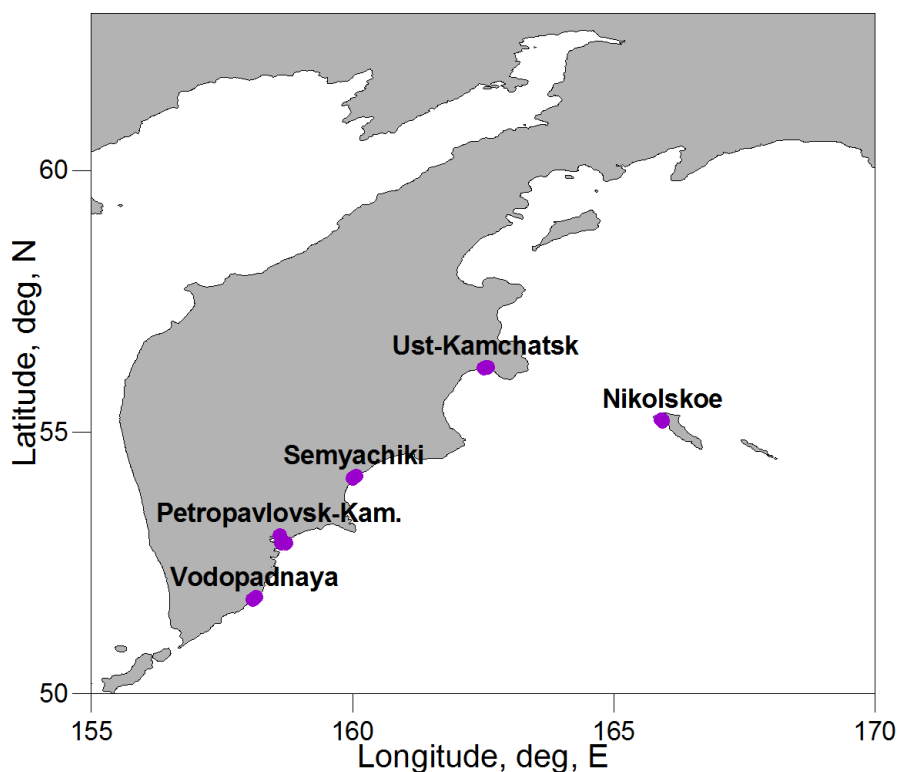 60
Ust-Kamchatsk
Nikolskoe
55
Semyachiki
Petropavlovsk-Kam.
Vodopadnaya
50
155
160
165
170
Latitude, deg, N
Longitude, deg, E